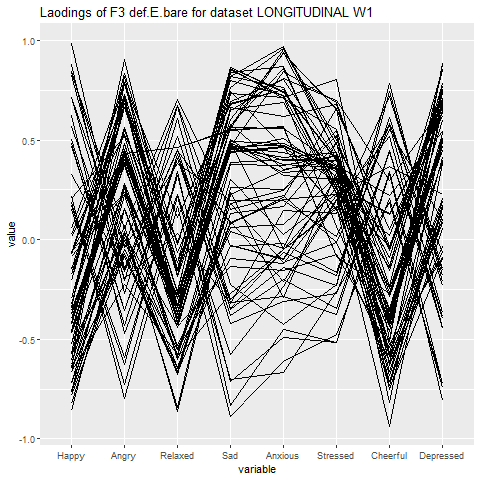 Laodings of F3 def.E.bare for dataset LONGITUDINAL W1
1.0
0.5
0.0
-0.5
-1.0
value
Happy Angry Relaxed Sad Anxious Stressed Cheerful Depressed
variable